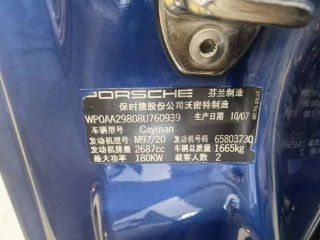 PORSCHE 芬兰制造
保时捷股份公司沃密特制造
WP0AA29808U760939 生产日期 10/07
车辆型号 Cayman
发动机型号 M97/20 发动机号码 65803730
发动机排量 2687cc 车辆总质量 1665kg
最大功率 180KW 载客人数 2